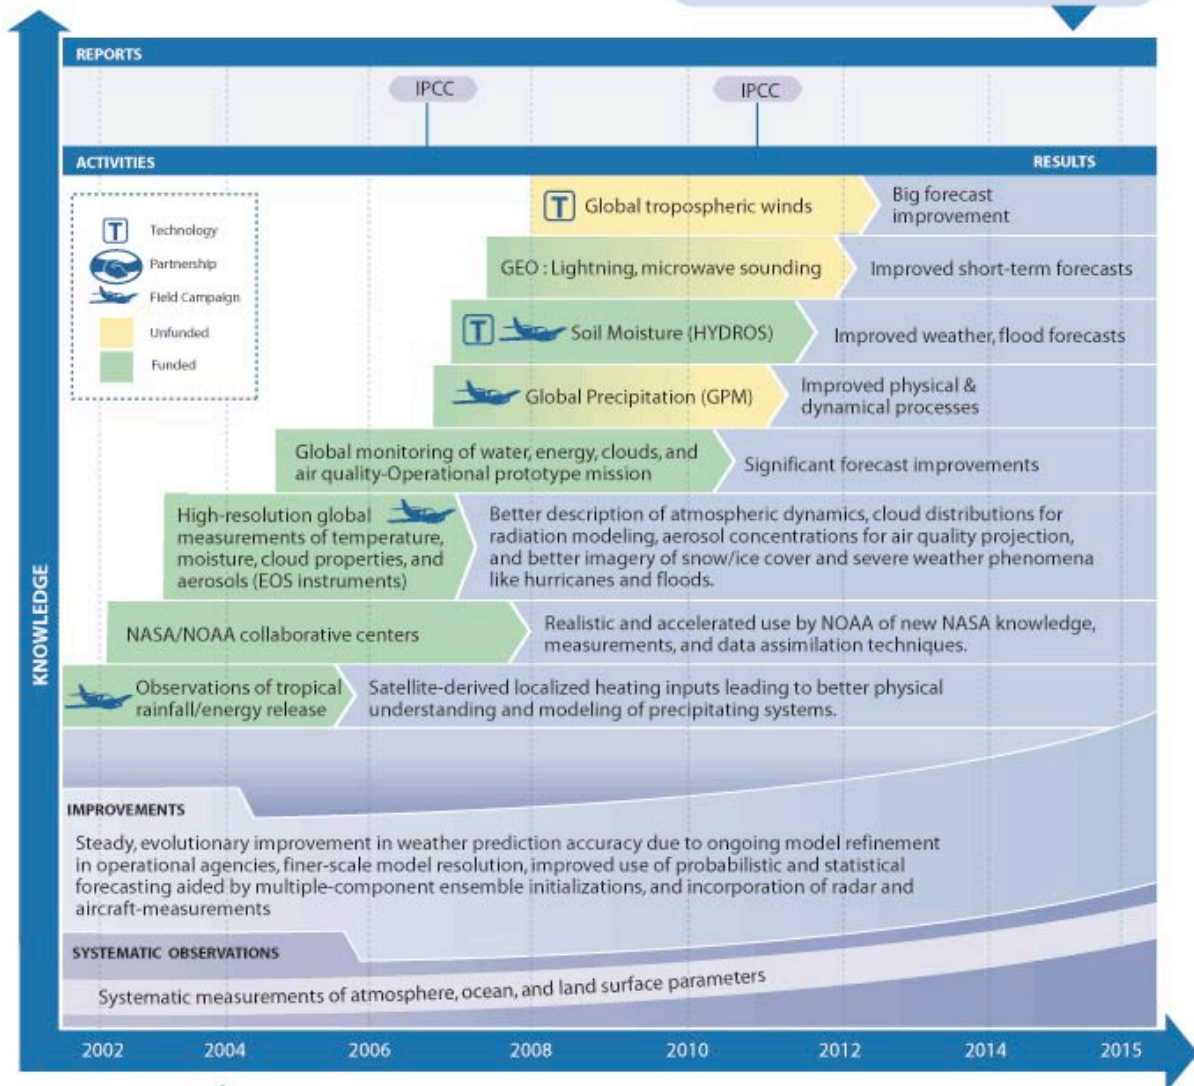 REPORTS
IPCC
IPCC
ACTIVITIES
RESULTS
T
Technology
Partnership
Field Campaign
Unfunded
Funded
T
Global tropospheric winds
Big forecast
improvement
GEO : Lightning, microwave sounding
Improved short-term forecasts
T
Soil Moisture (HYDROS)
Improved weather, flood forecasts
Global Precipitation (GPM)
Improved physical &
dynamical processes
Global monitoring of water, energy, clouds, and
air quality-Operational prototype mission
Significant forecast improvements
High-resolution global
measurements of temperature,
moisture, cloud properties, and
aerosols (EOS instruments)
Better description of atmospheric dynamics, cloud distributions for
radiation modeling, aerosol concentrations for air quality projection,
and better imagery of snow/ice cover and severe weather phenomena
like hurricanes and floods.
NASA/NOAA collaborative centers
Realistic and accelerated use by NOAA of new NASA knowledge,
measurements, and data assimilation techniques.
Observations of tropical
rainfall/energy release
Satellite-derived localized heating inputs leading to better physical
understanding and modeling of precipitating systems.
KNOWLEDGE
IMPROVEMENTS
Steady, evolutionary improvement in weather prediction accuracy due to ongoing model refinement
in operational agencies, finer-scale model resolution, improved use of probabilistic and statistical
forecasting aided by multiple-component ensemble initializations, and incorporation of radar and
aircraft-measurements
SYSTEMATIC OBSERVATIONS
Systematic measurements of atmosphere, ocean, and land surface parameters
2002 2004 2006 2008 2010 2012 2014 2015